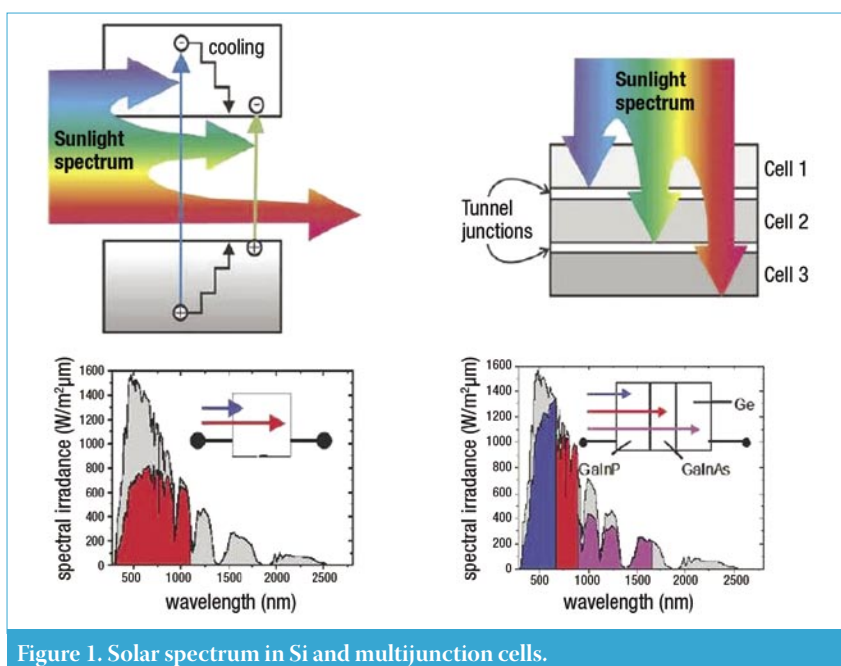 cooling
Sunlight
spectrum
Sunlight
spectrum
Cell 1
Tunnel
junctions
Cell 2
Cell 3
spectral irradance (W/m²µm)
1600
1400
1200
1000
800
600
400
200
0
500 1000 1500 2000 2500
wavelength (nm)
spectral irradance (W/m²µm)
1600
1400
1200
1000
800
600
400
200
0
Ge
GaInP GaInAs
500 1000 1500 2000 2500
wavelength (nm)
Figure 1. Solar spectrum in Si and multijunction cells.